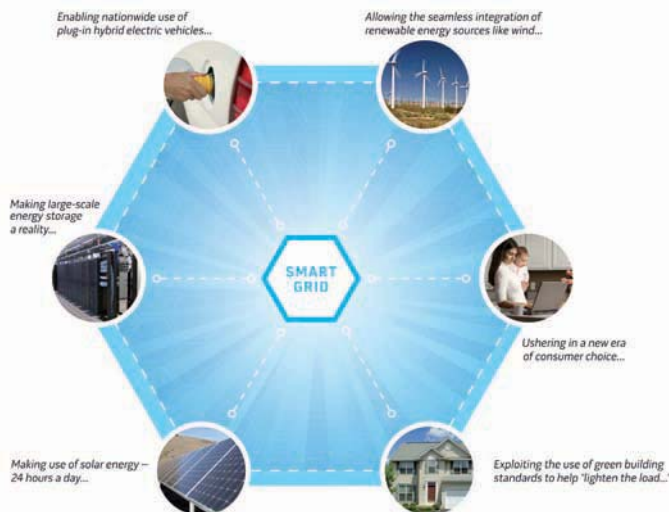 Enabling nationwide use of
plug-in hybrid electric vehicles...
Allowing the seamless integration of
renewable energy sources like wind...
Making large-scale
energy storage
a reality...
SMART
GRID
Ushering in a new era
of consumer choice...
Making use of solar energy –
24 hours a day...
Exploiting the use of green building
standards to help "lighten the load..."